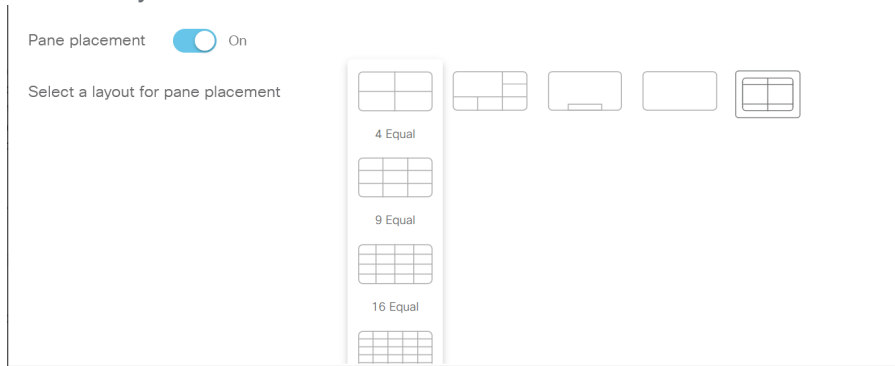 Pane placement On
Select a layout for pane placement
4 Equal
9 Equal
16 Equal